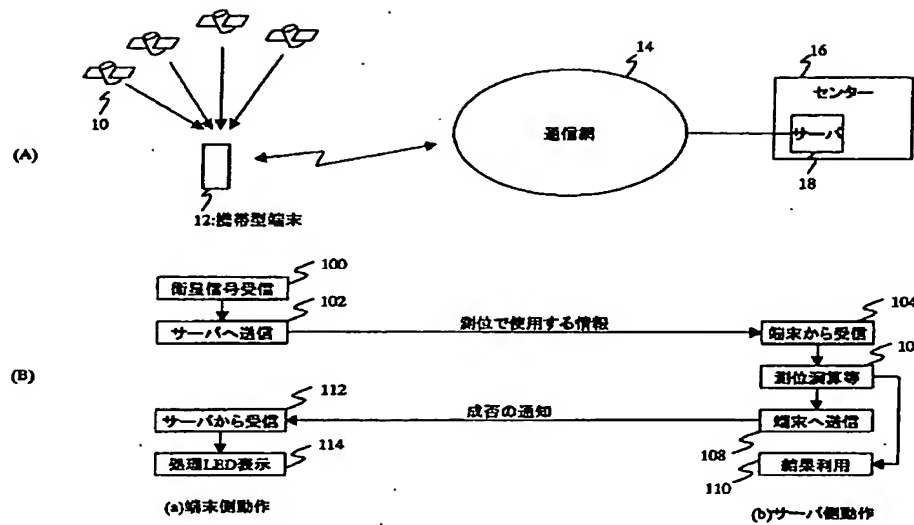 14
16
センター
10
通信網
サーバ
(A)
18
12:携帯型端末
100
衛星信号受信
102
104
サーバへ送信
測位で使用する情報
端末から受信
10
(B)
112
測位演算等
成否の通知
サーバから受信
端末へ送信
114
108
処理LED表示
結果利用
110
(a)端末側動作
(b)サーバ側動作